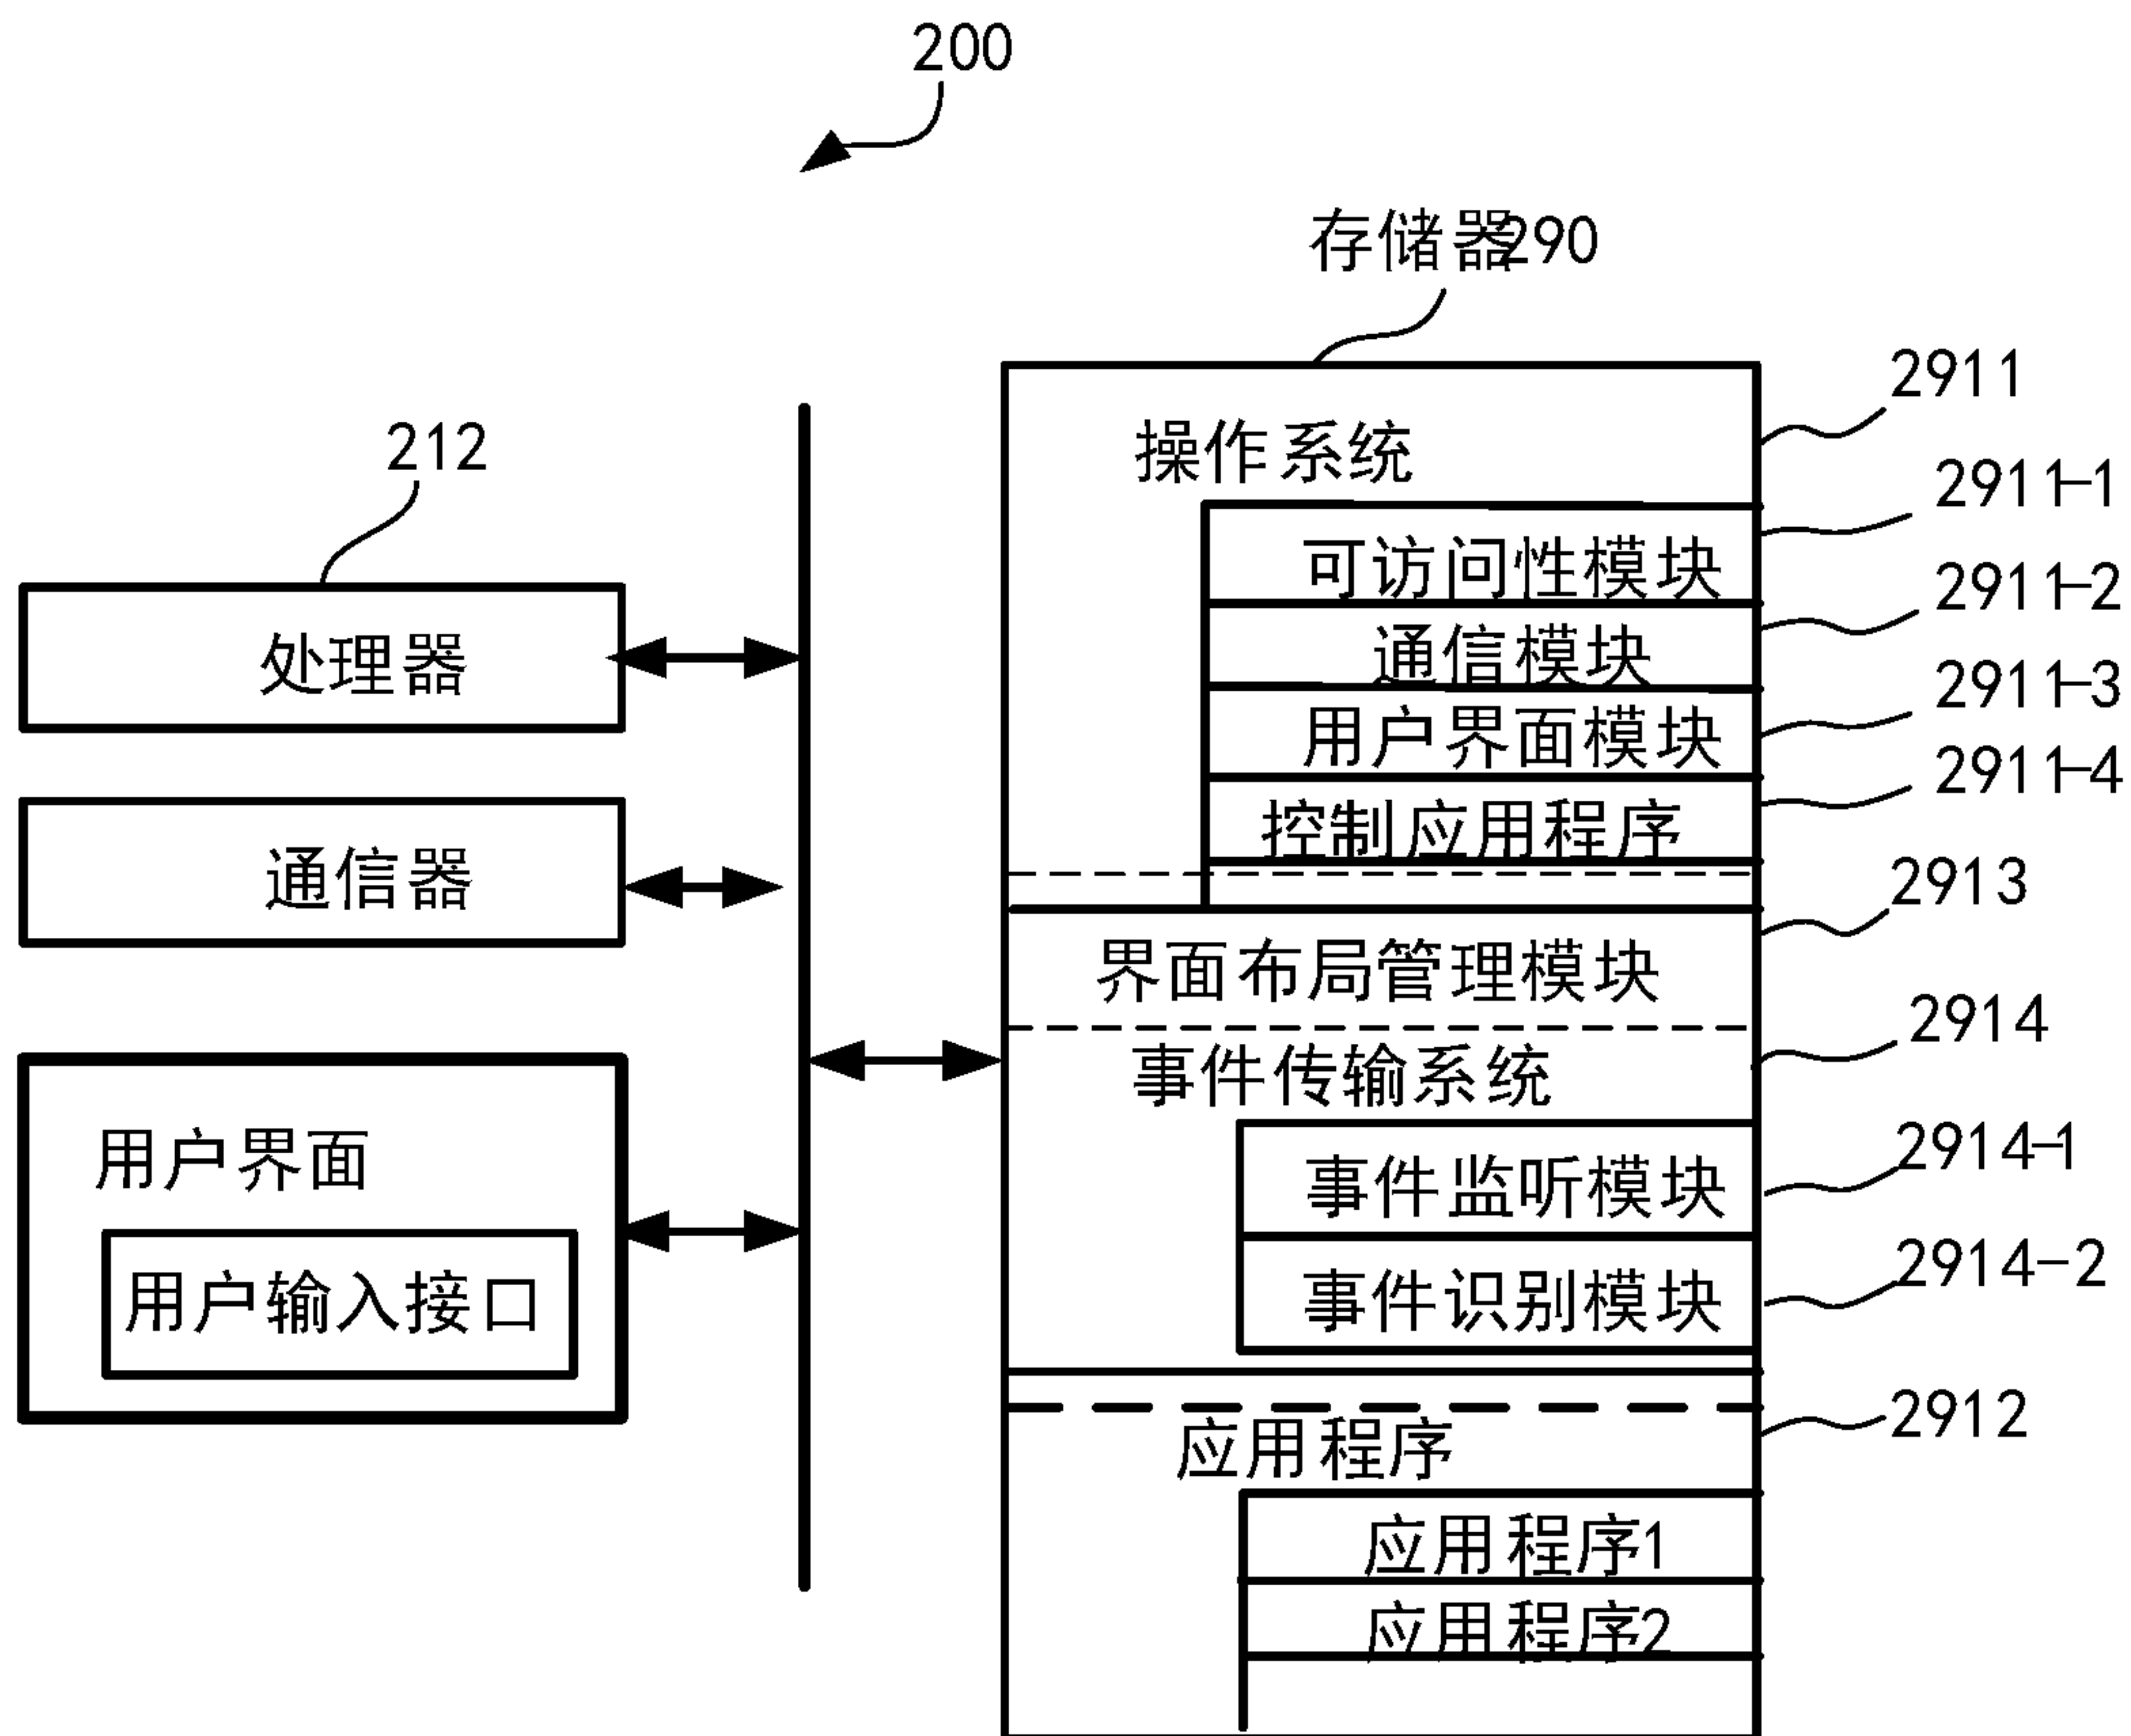 200
存储器290
212
处理器
通信器
用户界面
用户输入接口
操作系统
2911
可访问性模块
2911-1
通信模块
2911-2
用户界面模块
2911-3
控制应用程序
2911-4
界面布局管理模块
2913
事件传输系统
2914
事件监听模块
2914-1
事件识别模块
2914-2
应用程序
2912
应用程序1
应用程序2